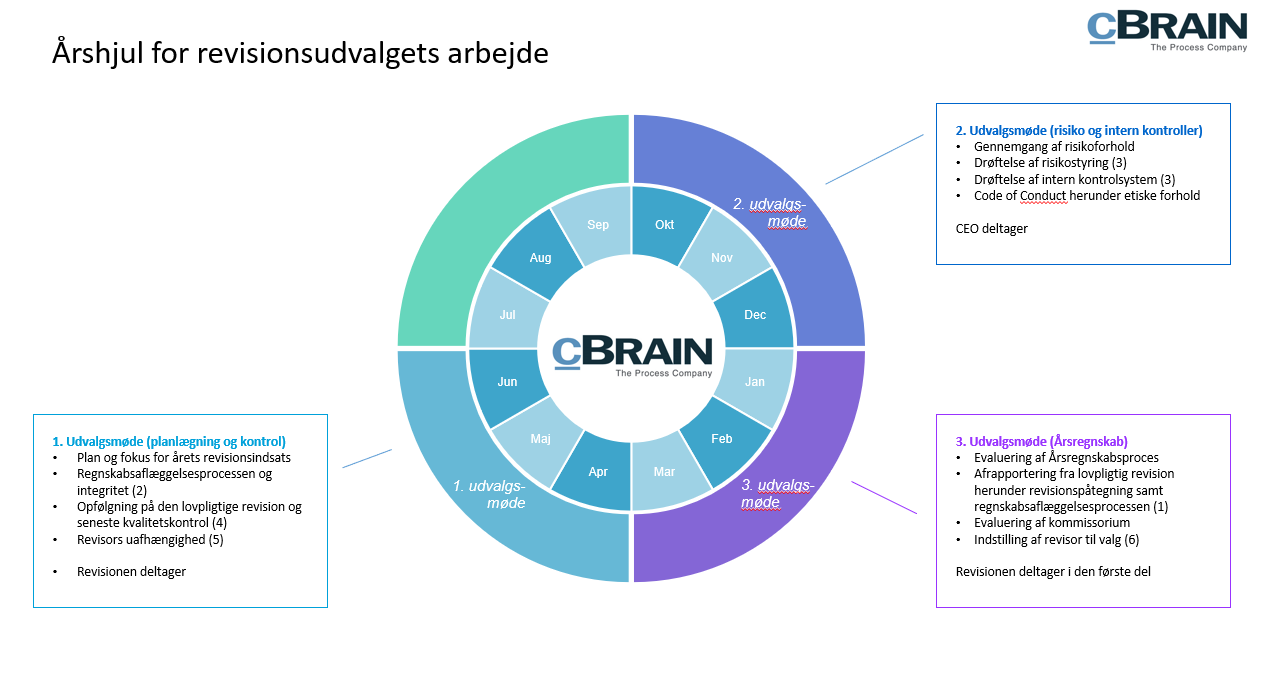 Årshjul for revisionsudvalgets arbejde
cBRAIN
The Process Company
2. Udvalgsmøde (risiko og intern kontroller)
• Gennemgang af risikoforhold
• Drøftelse af risikostyring (3)
• Drøftelse af intern kontrolsystem (3)
• Code of Conduct herunder etiske forhold
CEO deltager
2. udvalgs-
møde
Sep
Okt
Aug
Nov
Jul
Dec
cBRAIN
The Process Company
Jun
Jan
Maj
Feb
Apr
Mar
1. udvalgs-
møde
3. udvalgs-
møde
1. Udvalgsmøde (planlægning og kontrol)
• Plan og fokus for årets revisionsindsats
• Regnskabsaflæggelsesprocessen og
integritet (2)
• Opfølgning på den lovpligtige revision og
seneste kvalitetskontrol (4)
• Revisors uafhængighed (5)
• Revisionen deltager
3. Udvalgsmøde (Årsregnskab)
• Evaluering af Årsregnskabsproces
• Afrapportering fra lovpligtig revision
herunder revisionspåtegning samt
regnskabsaflæggelsesprocessen (1)
• Evaluering af kommissorium
• Indstilling af revisor til valg (6)
Revisionen deltager i den første del